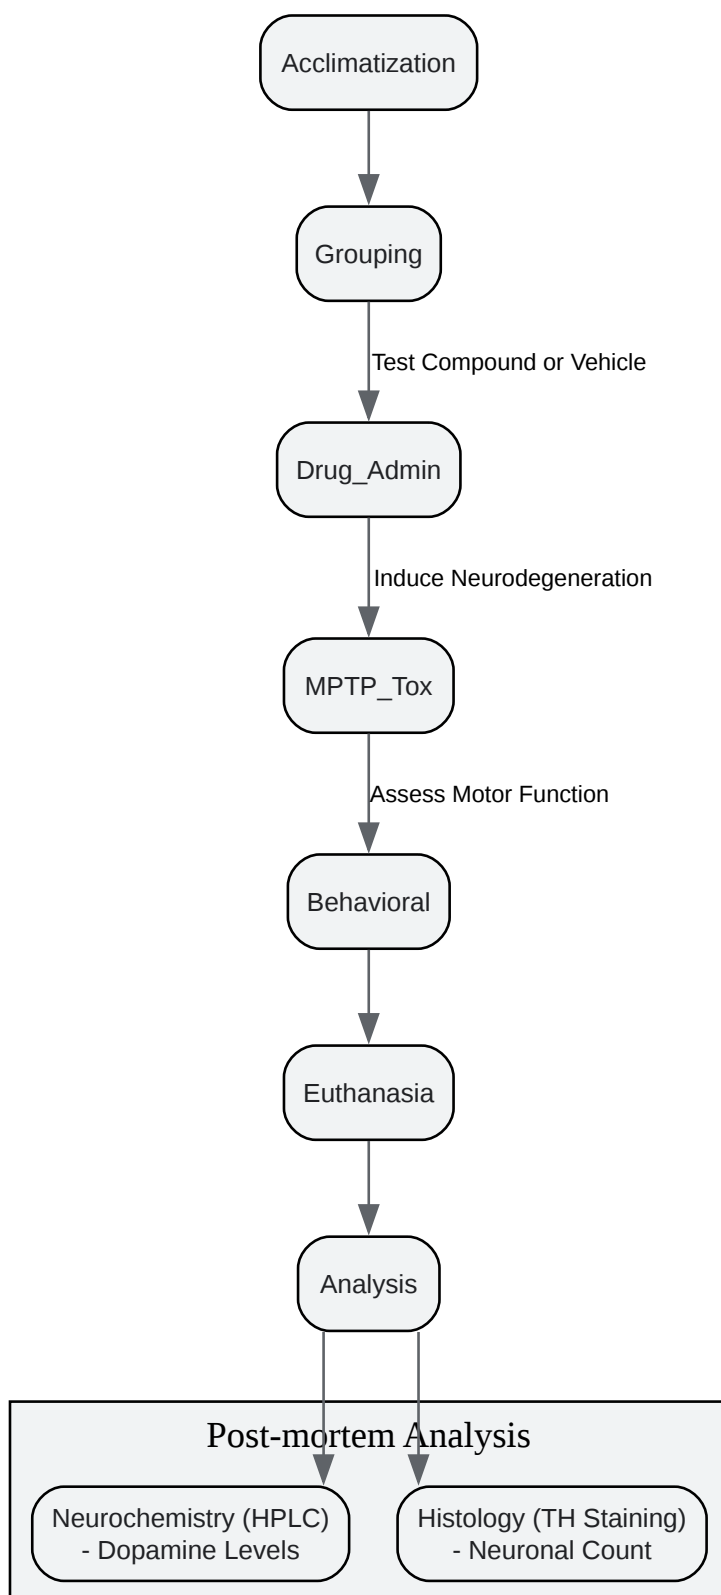 Acclimatization
Grouping
Test Compound or Vehicle
Drug_Admin
Induce Neurodegeneration
MPTP_Tox
Assess Motor Function
Behavioral
Euthanasia
Analysis
Post-mortem Analysis
Neurochemistry (HPLC)
- Dopamine Levels
Histology (TH Staining)
- Neuronal Count